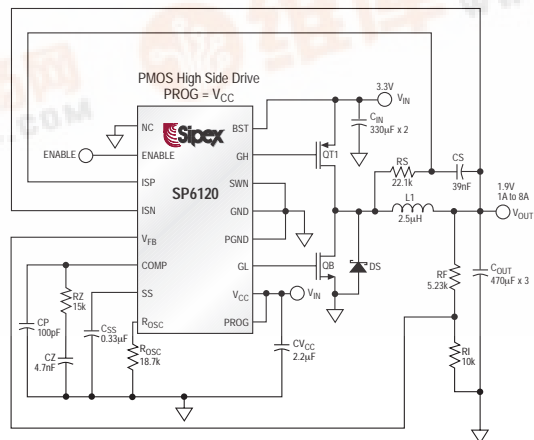 PMOS High Side Drive
PROG = VCC
3.3V
VIN
CIN
330µF x 2
NC
Sipex
BST
ENABLE
ENABLE
GH
QT1
RS
22.1k
CS
39nF
ISP
SWN
SP6120
L1
2.5µH
1.9V
1A to 8A
VOUT
ISN
GND
VFB
PGND
COMP
GL
QB
DS
RF
5.23k
COUT
470µF x 3
RZ
15k
SS
VCC
VIN
CP
100pF
CSS
0.33µF
ROSC
PROG
CZ
4.7nF
ROSC
18.7k
CVCC
2.2µF
RI
10k